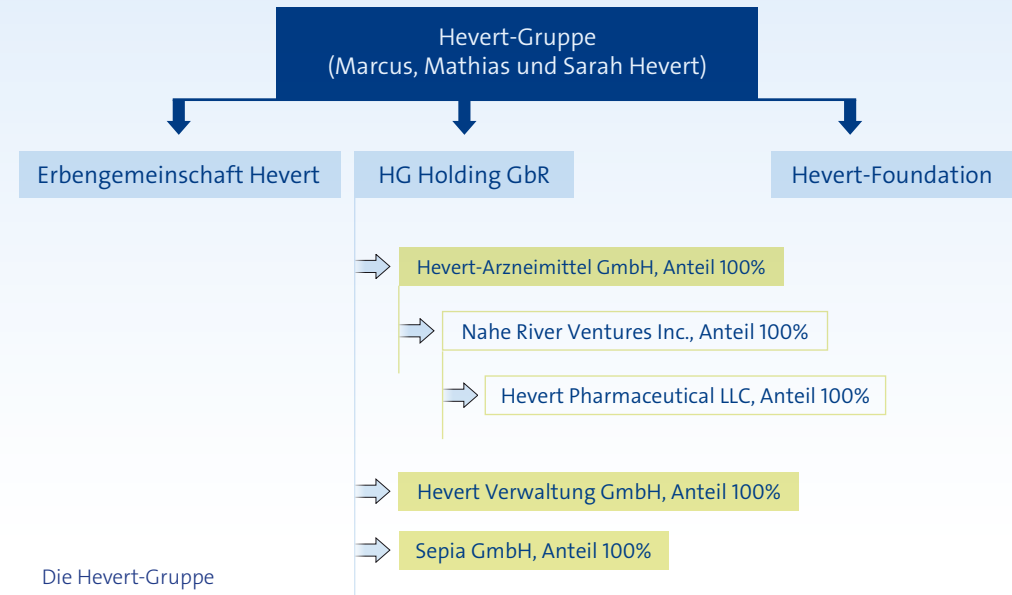 Hevert-Gruppe
(Marcus, Mathias und Sarah Hevert)
Erbengemeinschaft Hevert
HG Holding GbR
Hevert-Foundation
Hevert-Arzneimittel GmbH, Anteil 100%
Nahe River Ventures Inc., Anteil 100%
Hevert Pharmaceutical LLC, Anteil 100%
Hevert Verwaltung GmbH, Anteil 100%
Sepia GmbH, Anteil 100%
Die Hevert-Gruppe